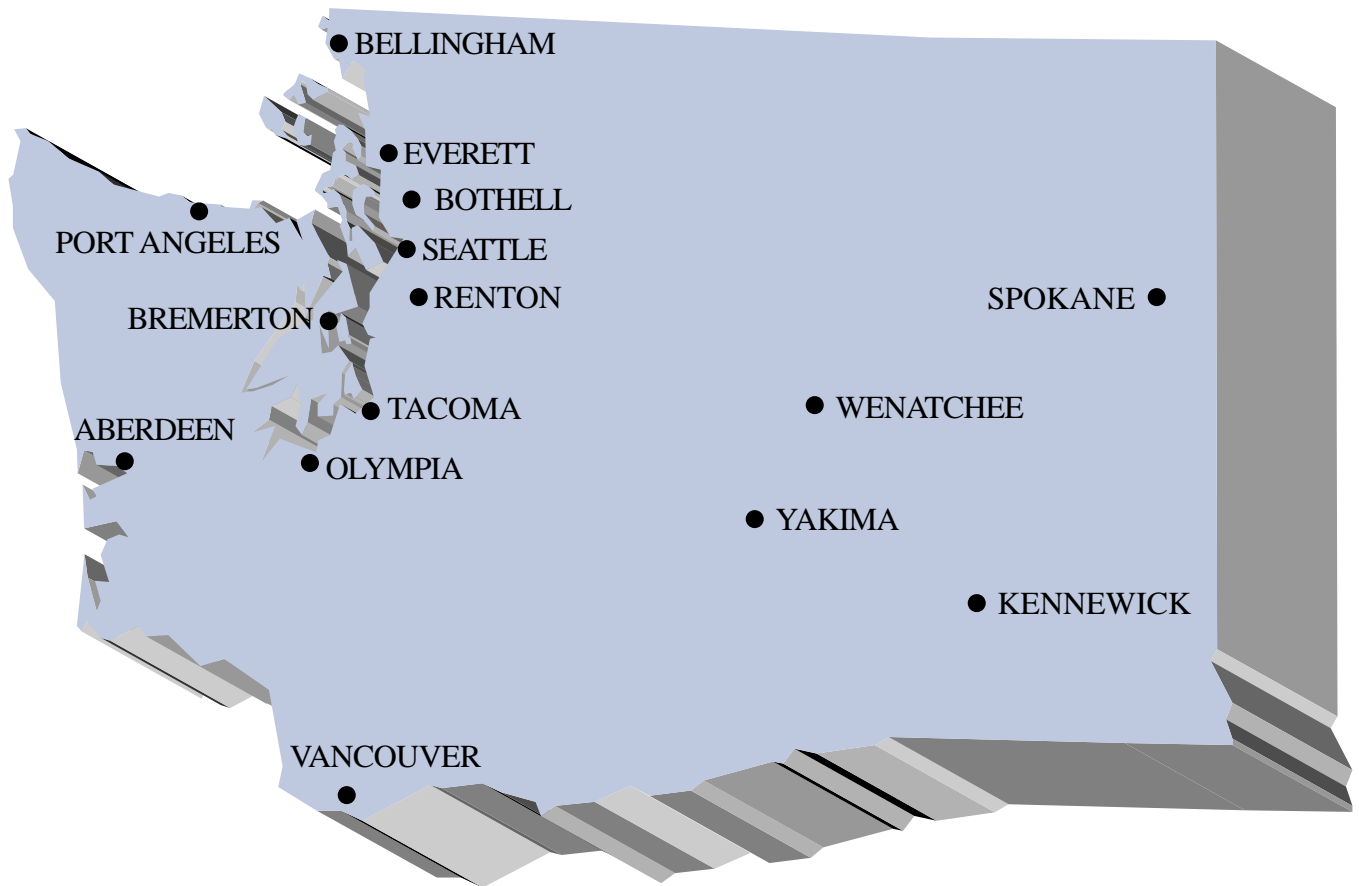 BELLINGHAM
EVERETT
BOTHELL
PORT ANGELES
SEATTLE
RENTON
SPOKANE
BREMERTON
TACOMA
WENATCHEE
ABERDEEN
OLYMPIA
YAKIMA
KENNEWICK
VANCOUVER